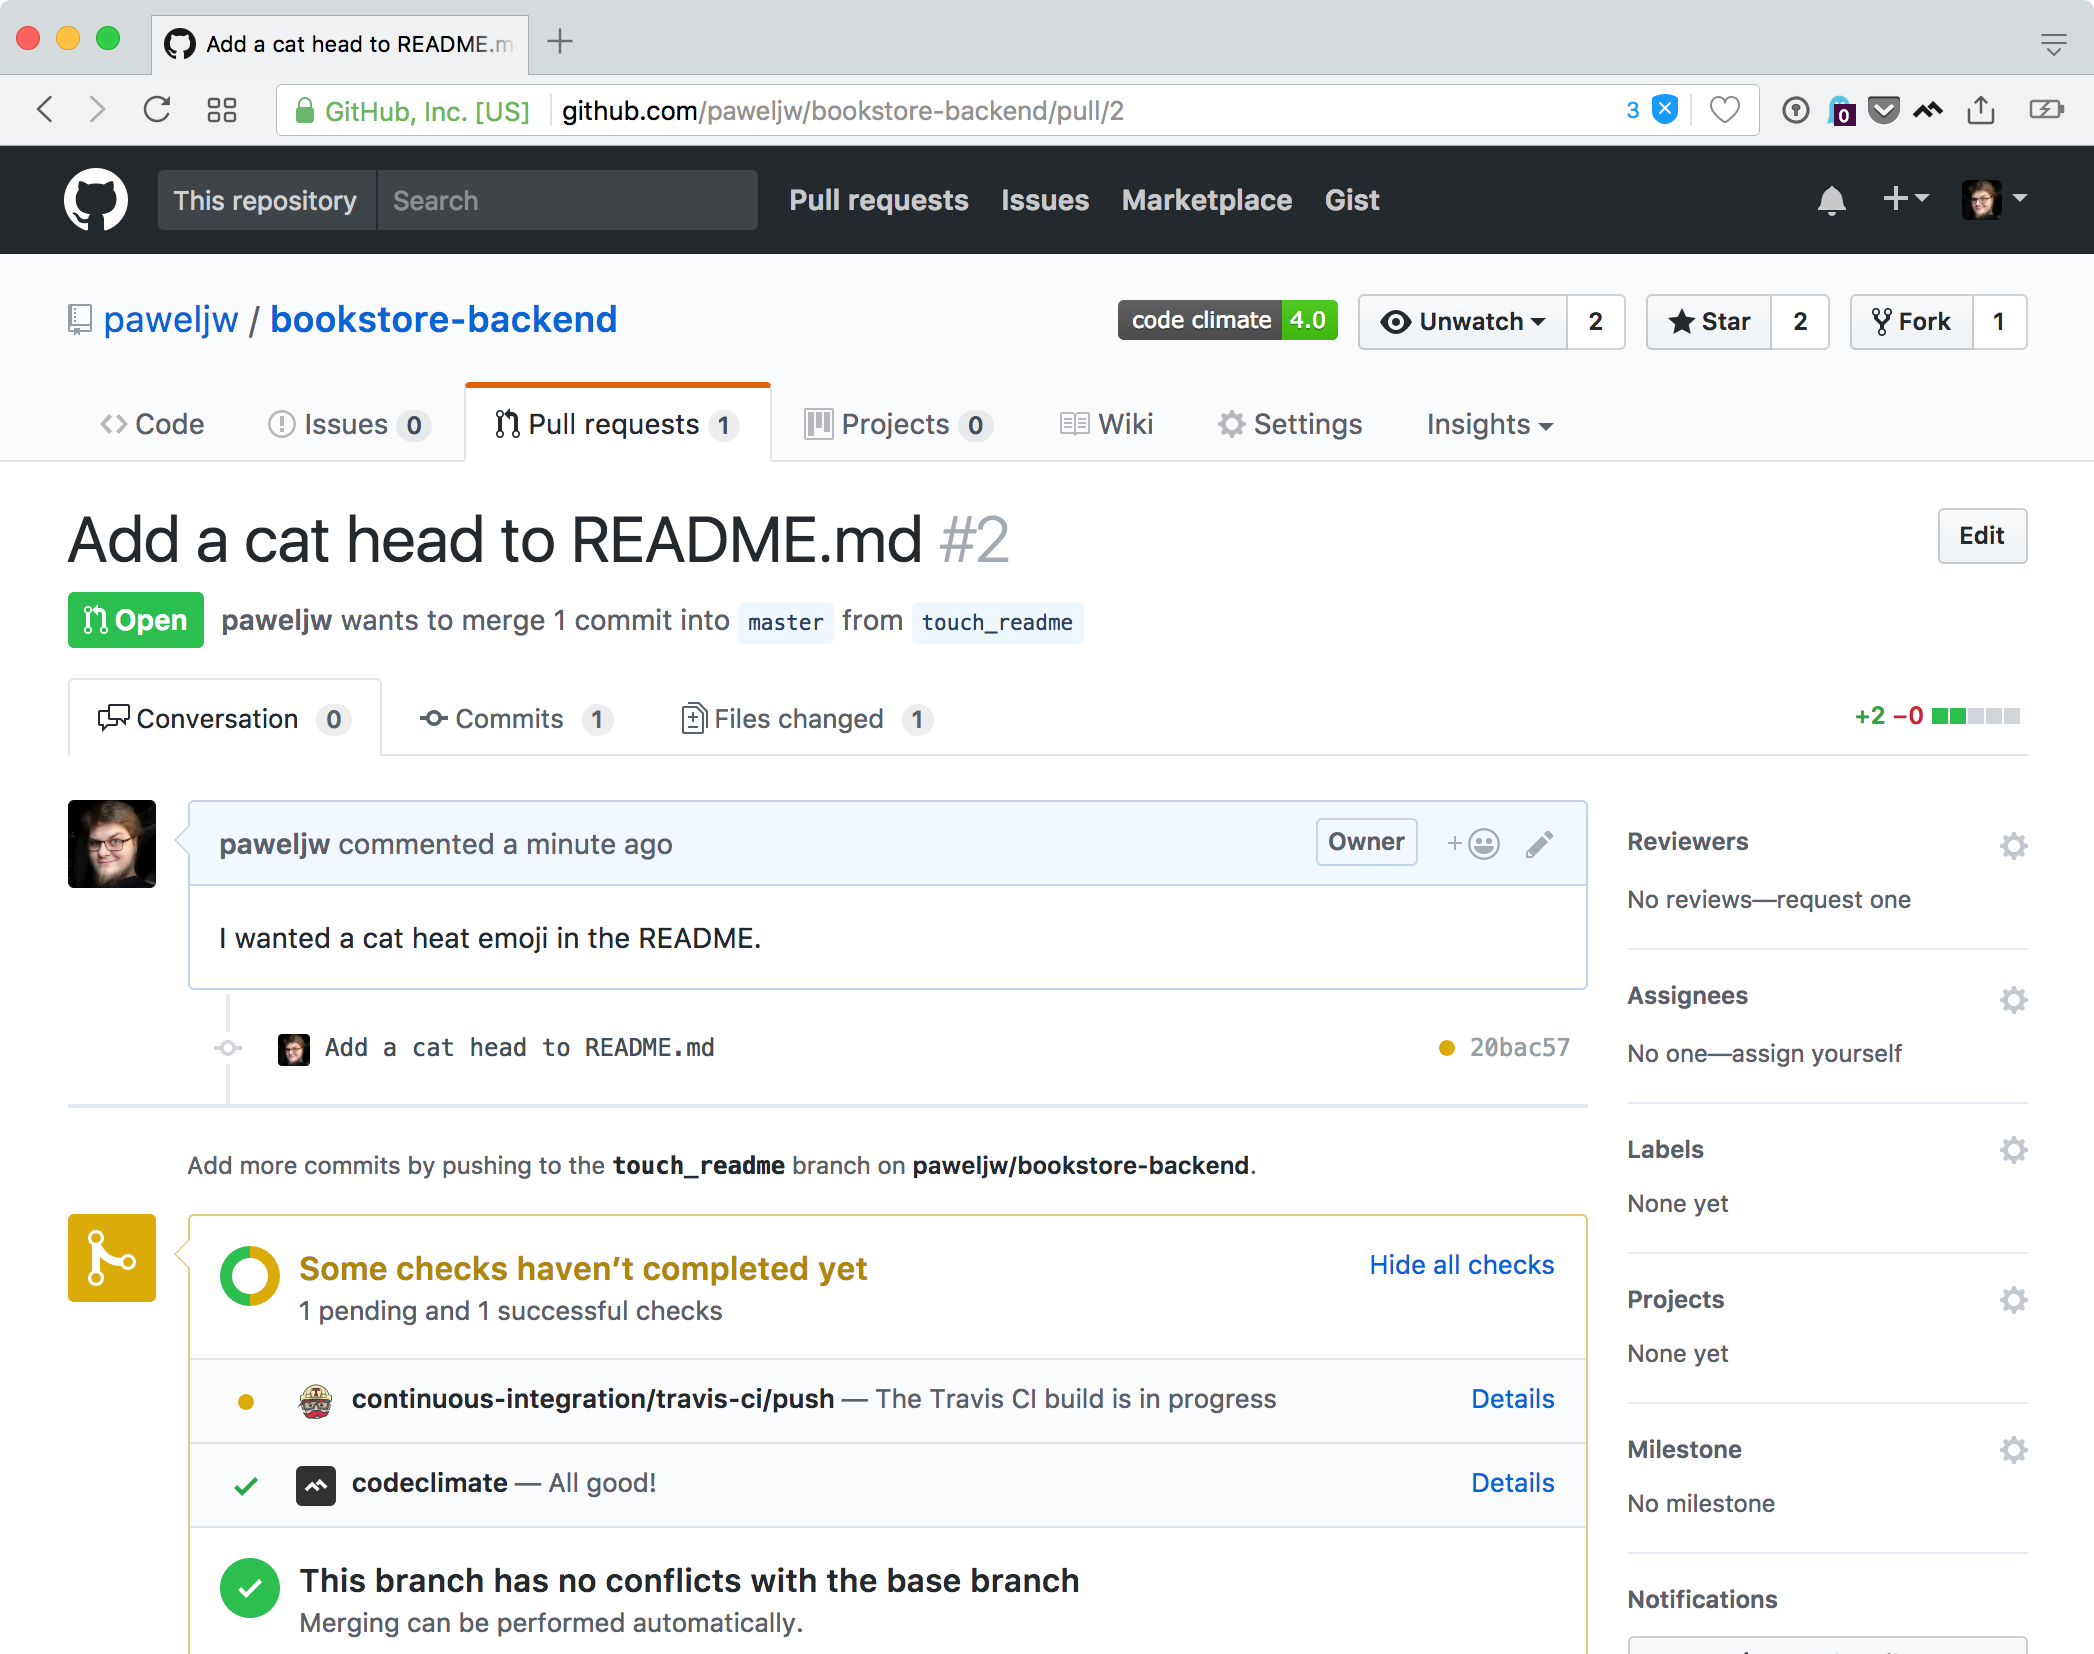 Add a cat head to README.m
GitHub, Inc. [US] github.com/paweljw/bookstore-backend/pull/2 3 0
This repository Search Pull requests Issues Marketplace Gist
paweljw / bookstore-backend code climate 4.0 Unwatch 2 Star 2 Fork 1
Code Issues 0 Pull requests 1 Projects 0 Wiki Settings Insights
Add a cat head to README.md #2 Edit
Open paweljw wants to merge 1 commit into master from touch_readme
Conversation 0 Commits 1 Files changed 1 +2 −0
paweljw commented a minute ago Owner +
I wanted a cat heat emoji in the README.
Add a cat head to README.md 20bac57
Add more commits by pushing to the touch_readme branch on paweljw/bookstore-backend.
Some checks haven’t completed yet Hide all checks
1 pending and 1 successful checks
continuous-integration/travis-ci/push — The Travis CI build is in progress Details
codeclimate — All good! Details
This branch has no conflicts with the base branch
Merging can be performed automatically.
Reviewers
No reviews—request one
Assignees
No one—assign yourself
Labels
None yet
Projects
None yet
Milestone
No milestone
Notifications